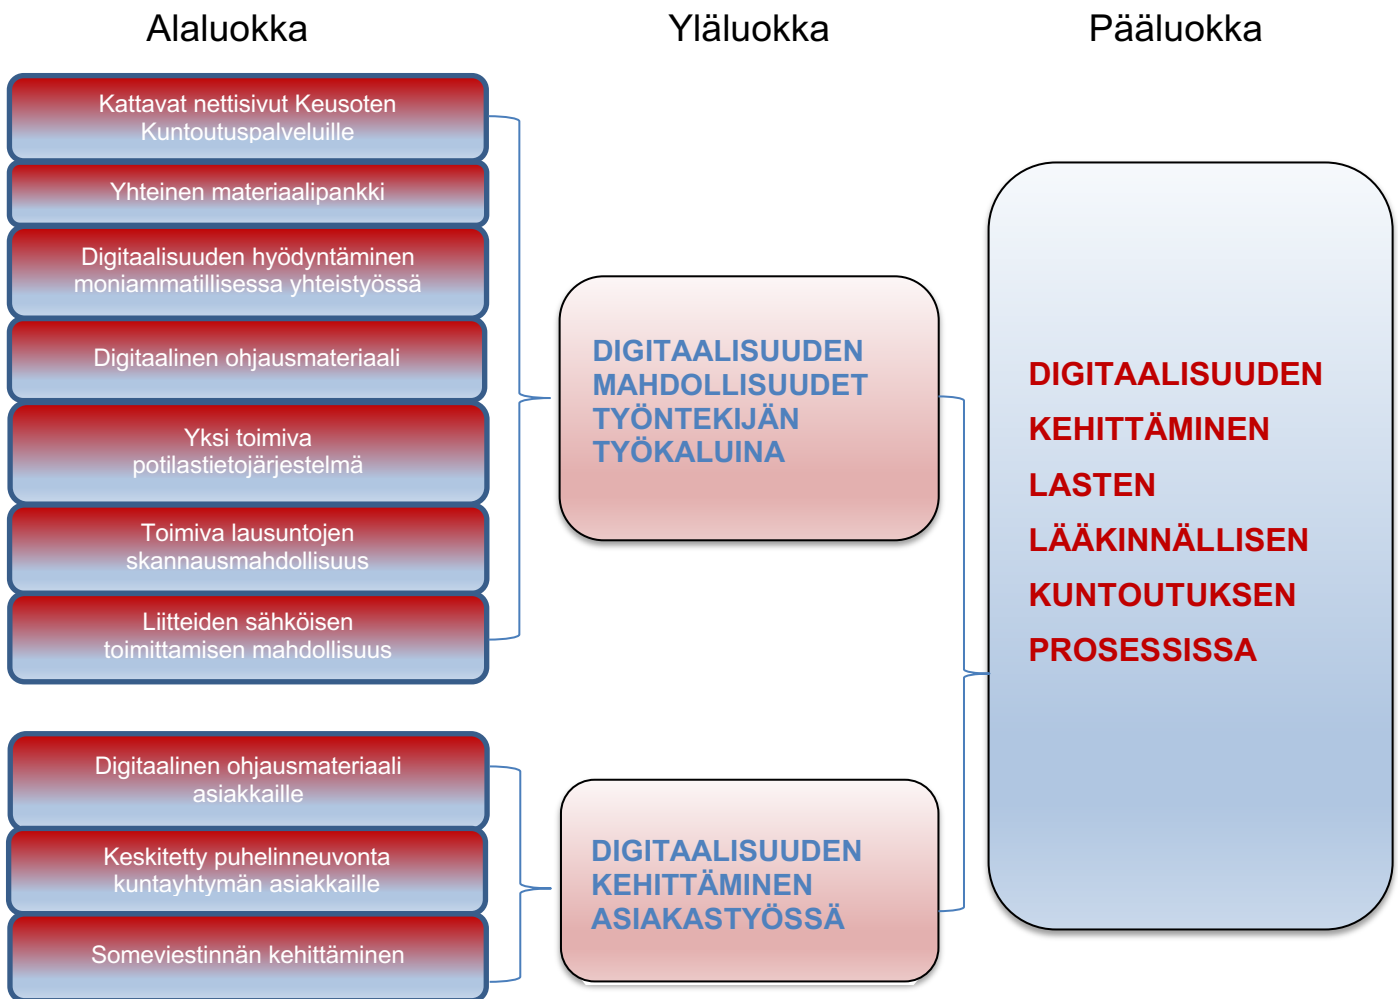 Alaluokka
Yläluokka
Pääluokka
Kattavat nettisivut Keusoten
Kuntoutuspalveluille
Yhteinen materiaalipankki
Digitaalisuuden hyödyntäminen
moniammatillisessa yhteistyössä
Digitaalinen ohjausmateriaali
Yksi toimiva
potilastietojärjestelmä
Toimiva lausuntojen
skannausmahdollisuus
Liitteiden sähköisen
toimittamisen mahdollisuus
Digitaalinen ohjausmateriaali
asiakkaille
Keskitetty puhelinneuvonta
kuntayhtymän asiakkaille
Someviestinnän kehittäminen
DIGITAALISUUDEN
MAHDOLLISUUDET
TYÖNTEKIJÄN
TYÖKALUINA
DIGITAALISUUDEN
KEHITTÄMINEN
ASIAKASTYÖSSÄ
DIGITAALISUUDEN
KEHITTÄMINEN
LASTEN
LÄÄKINNÄLLISEN
KUNTOUTUKSEN
PROSESSISSA